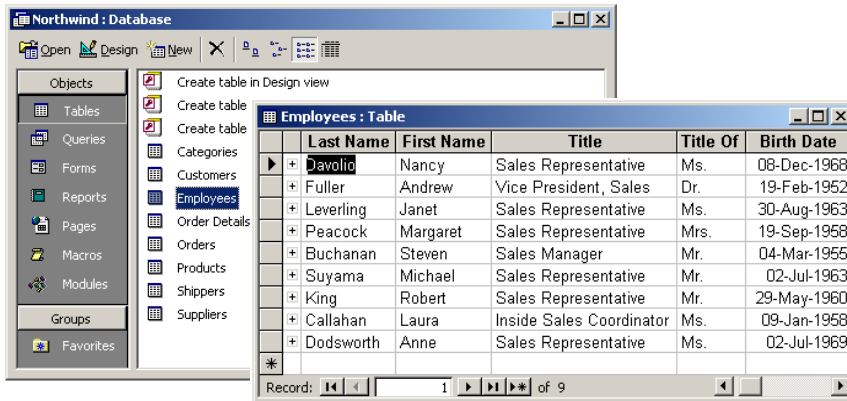 Northwind : Database
Open Design New
Objects
Tables
Queries
Forms
Reports
Pages
Macros
Modules
Groups
Favorites
Create table in Design view
Create table
Create table
Categories
Customers
Employees
Order Details
Orders
Products
Shippers
Suppliers
Employees : Table
Last Name First Name Title Title Of Birth Date
Davolio Nancy Sales Representative Ms. 08-Dec-1968
Fuller Andrew Vice President, Sales Dr. 19-Feb-1952
Leverling Janet Sales Representative Ms. 30-Aug-1963
Peacock Margaret Sales Representative Mrs. 19-Sep-1958
Buchanan Steven Sales Manager Mr. 04-Mar-1955
Suyama Michael Sales Representative Mr. 02-Jul-1963
King Robert Sales Representative Mr. 29-May-1960
Callahan Laura Inside Sales Coordinator Ms. 09-Jan-1958
Dodsworth Anne Sales Representative Ms. 02-Jul-1969
Record: 1 of 9